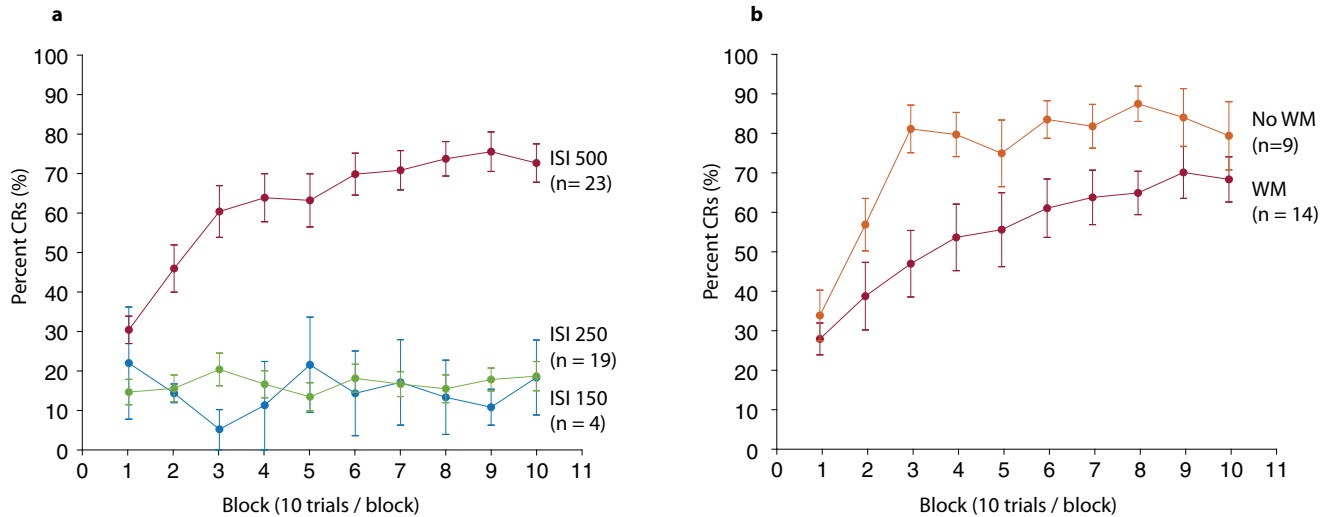 a
100
90
80
70
60
50
40
30
20
10
0
Percent CRs (%)
0 1 2 3 4 5 6 7 8 9 10 11
Block (10 trials / block)
ISI 500
(n= 23)
ISI 250
(n = 19)
ISI 150
(n = 4)
b
100
90
80
70
60
50
40
30
20
10
0
Percent CRs (%)
0 1 2 3 4 5 6 7 8 9 10 11
Block (10 trials / block)
No WM
(n=9)
WM
(n = 14)